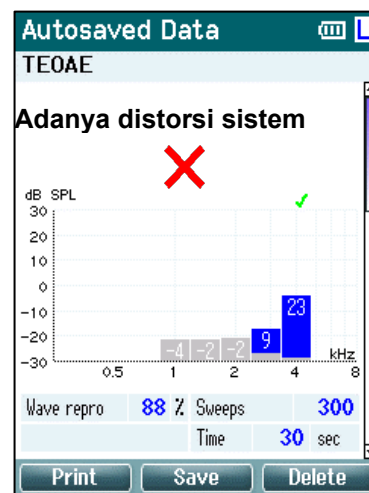 Autosaved Data L
TEOAE
Adanya distorsi sistem
dB SPL
30
20
10
0
-10
-20
-30
-4 -2 -2 9 23
kHz
0.5 1 2 4 8
Wave repro 88 % Sweeps 300
Time 30 sec
Print Save Delete